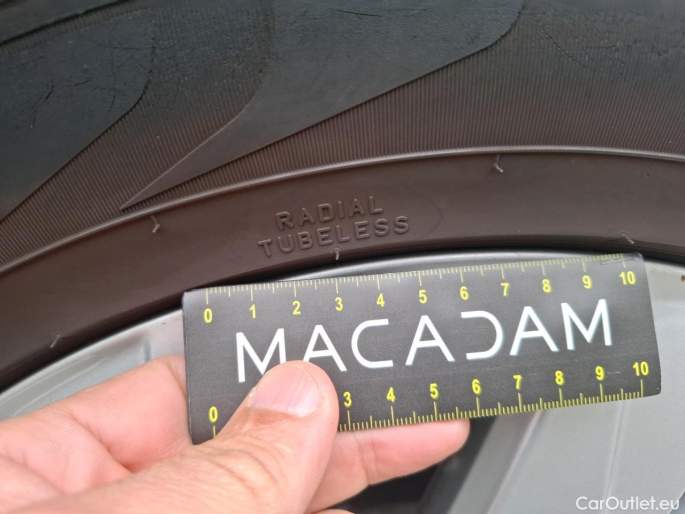 RADIAL
TUBELESS
0 1 2 3 4 5 6 7 8 9 10
MACADAM
0 3 4 5 6 7 8 9 10
CarOutlet.eu